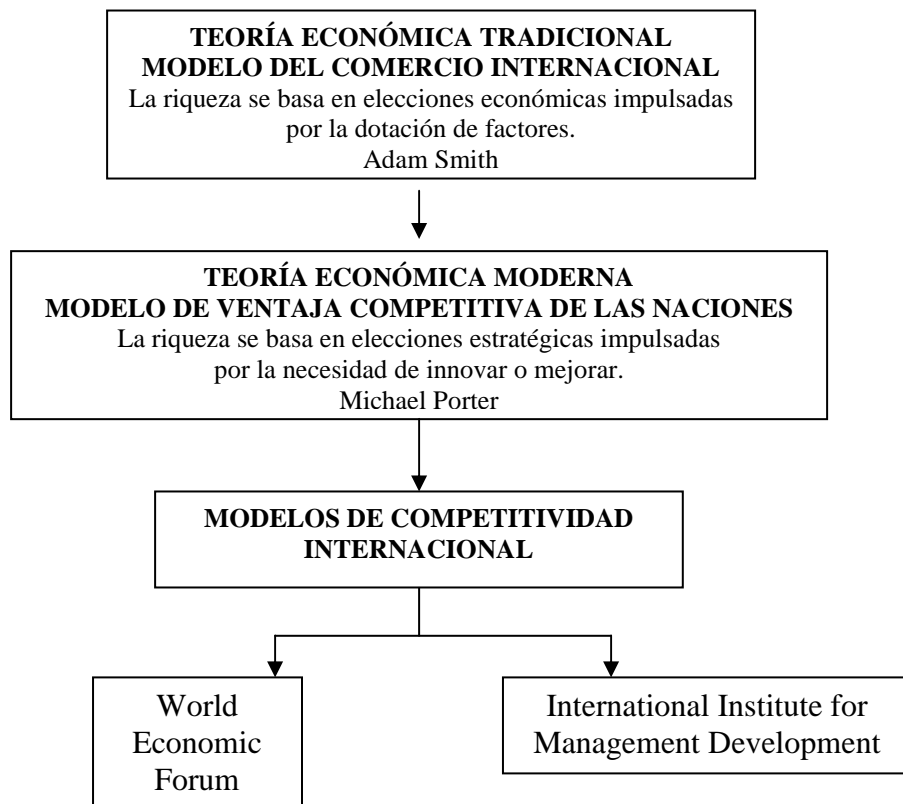 TEORÍA ECONÓMICA TRADICIONAL
MODELO DEL COMERCIO INTERNACIONAL
La riqueza se basa en elecciones económicas impulsadas
por la dotación de factores.
Adam Smith
TEORÍA ECONÓMICA MODERNA
MODELO DE VENTAJA COMPETITIVA DE LAS NACIONES
La riqueza se basa en elecciones estratégicas impulsadas
por la necesidad de innovar o mejorar.
Michael Porter
MODELOS DE COMPETITIVIDAD
INTERNACIONAL
World
Economic
Forum
International Institute for
Management Development